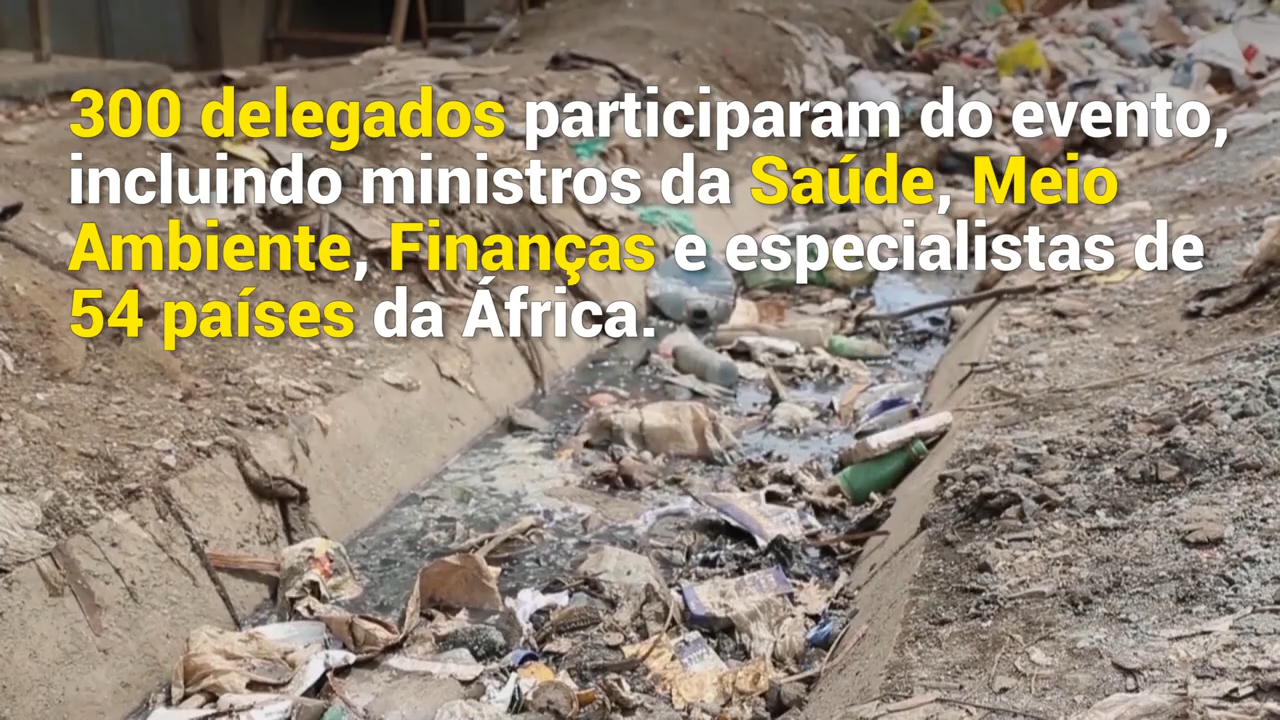 300 delegados participaram do evento,
incluindo ministros da Saúde, Meio
Ambiente, Finanças e especialistas de
54 países da África.